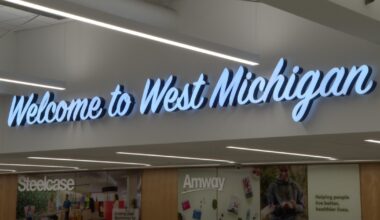 Welcome to West Michigan
Steelcase
Amway
Helping people
live better,
healthier lives